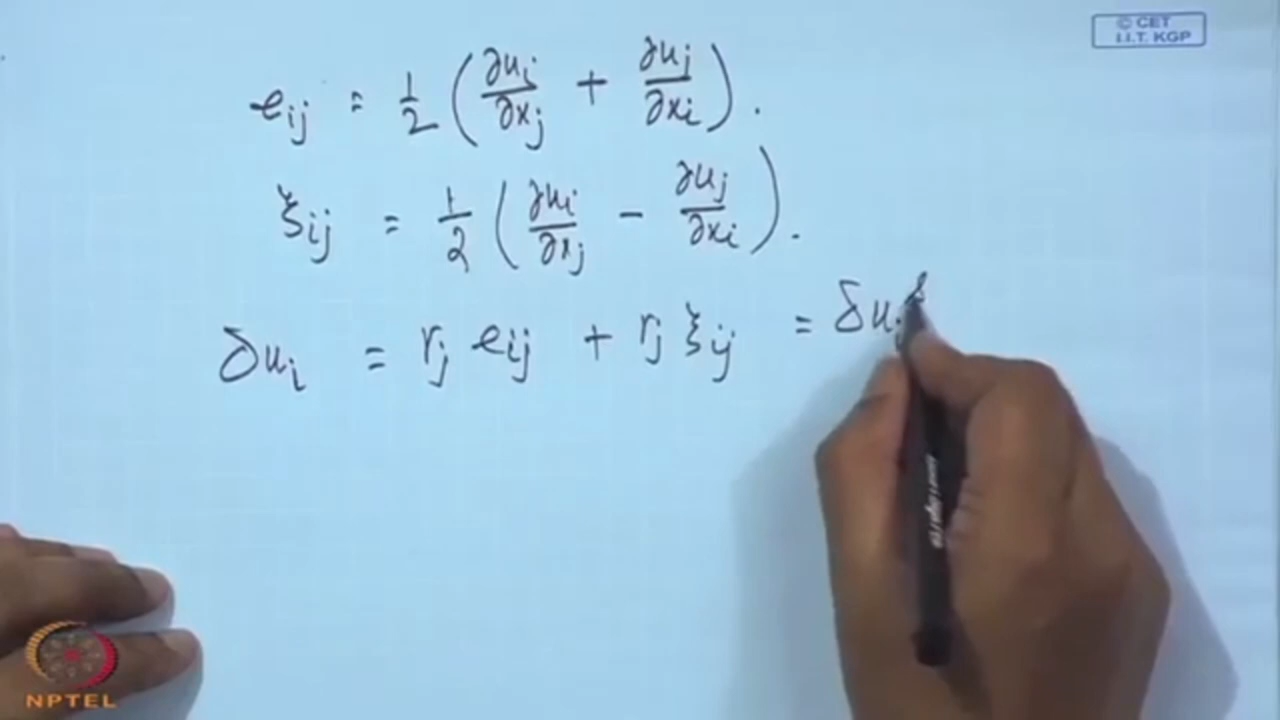 © CET
I.I.T. KGP
e_ij = 1/2 (∂u_i/∂x_j + ∂u_j/∂x_i).
ξ_ij = 1/2 (∂u_i/∂x_j - ∂u_j/∂x_i).
δu_i = r_j e_ij + r_j ξ_ij = δu_i
NPTEL